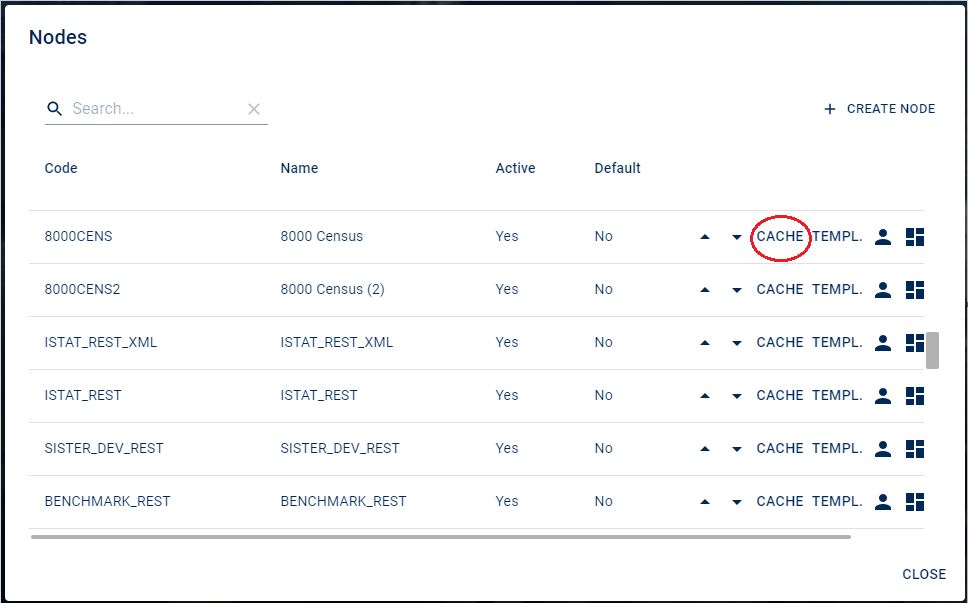 Nodes
Search...
CREATE NODE
Code Name Active Default
8000CENS 8000 Census Yes No CACHE TEMPL.
8000CENS2 8000 Census (2) Yes No CACHE TEMPL.
ISTAT_REST_XML ISTAT_REST_XML Yes No CACHE TEMPL.
ISTAT_REST ISTAT_REST Yes No CACHE TEMPL.
SISTER_DEV_REST SISTER_DEV_REST Yes No CACHE TEMPL.
BENCHMARK_REST BENCHMARK_REST Yes No CACHE TEMPL.
CLOSE